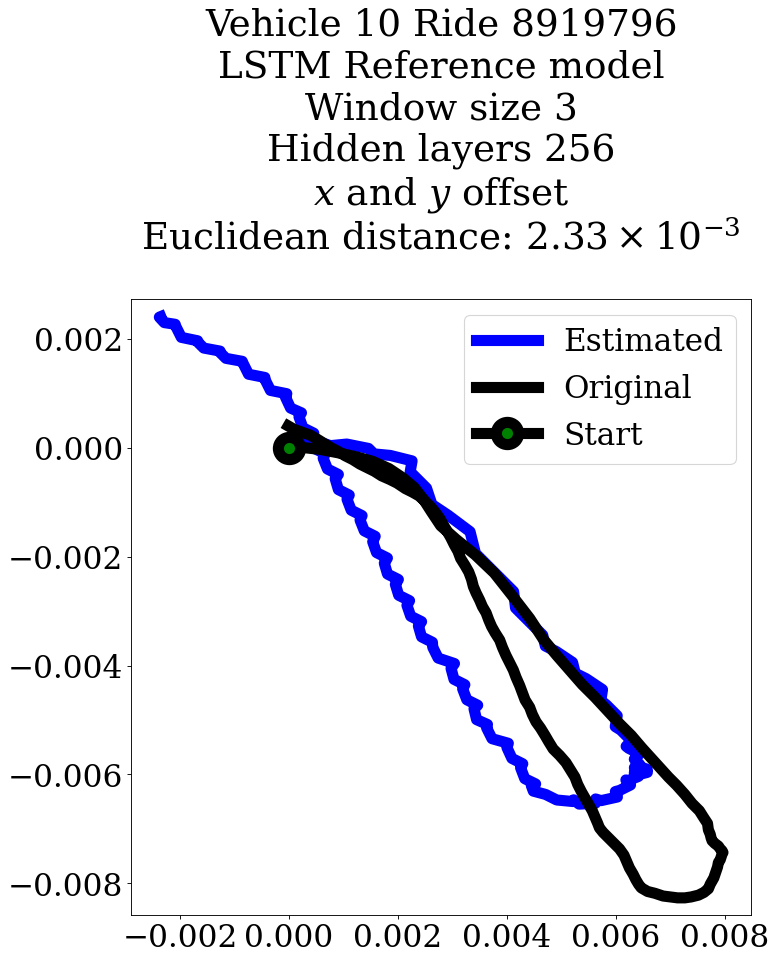 Vehicle 10 Ride 8919796
LSTM Reference model
Window size 3
Hidden layers 256
x and y offset
Euclidean distance: 2.33 × 10⁻³
Estimated
Original
Start
0.002
0.000
−0.002
−0.004
−0.006
−0.008
−0.002 0.000 0.002 0.004 0.006 0.008